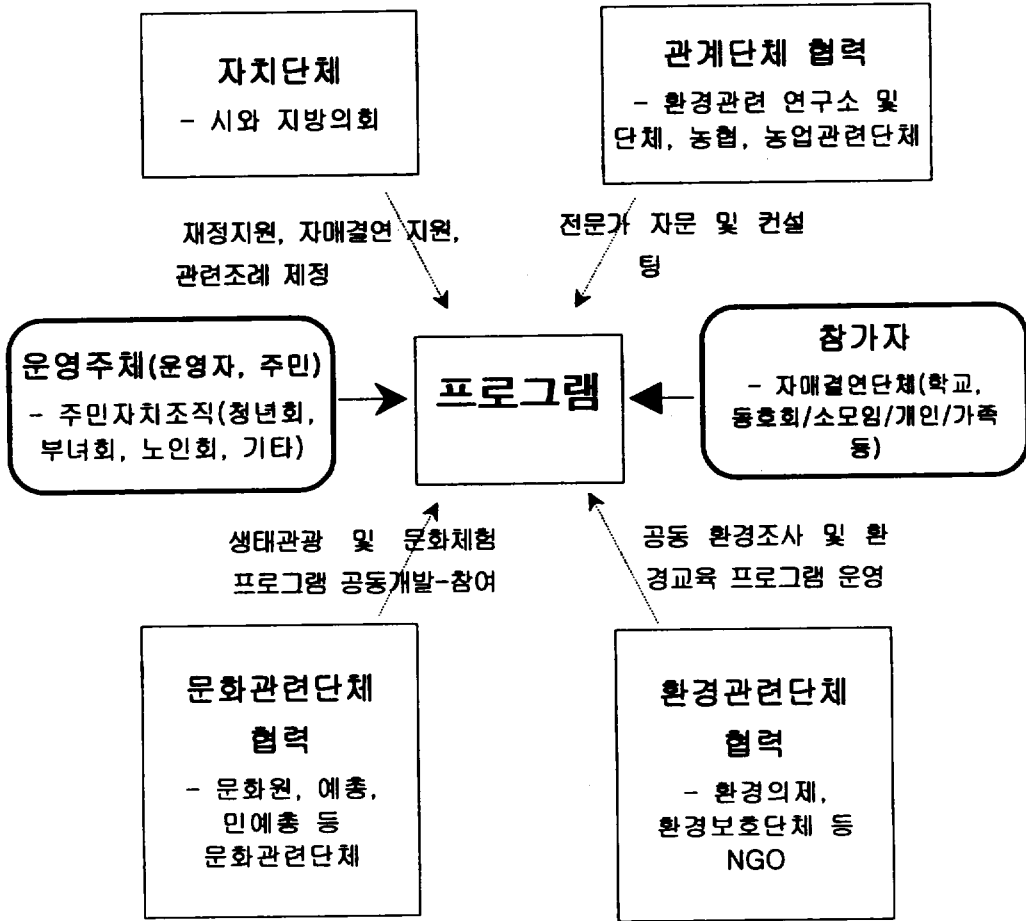 자치단체
- 시와 지방의회
관계단체 협력
- 환경관련 연구소 및
단체, 농협, 농업관련단체
재정지원, 자매결연 지원,
관련조례 제정
전문가 자문 및 컨설
팅
운영주체(운영자, 주민)
- 주민자치조직(청년회,
부녀회, 노인회, 기타)
프로그램
참가자
- 자매결연단체(학교,
동호회/소모임/개인/가족
등)
생태관광 및 문화체험
프로그램 공동개발-참여
공동 환경조사 및 환
경교육 프로그램 운영
문화관련단체
협력
- 문화원, 예총,
민예총 등
문화관련단체
환경관련단체
협력
- 환경의제,
환경보호단체 등
NGO